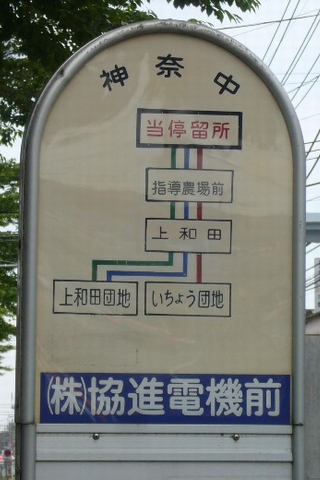 神奈中
当停留所
指導農場前
上和田
上和田団地 いちょう団地
(株)協進電機前